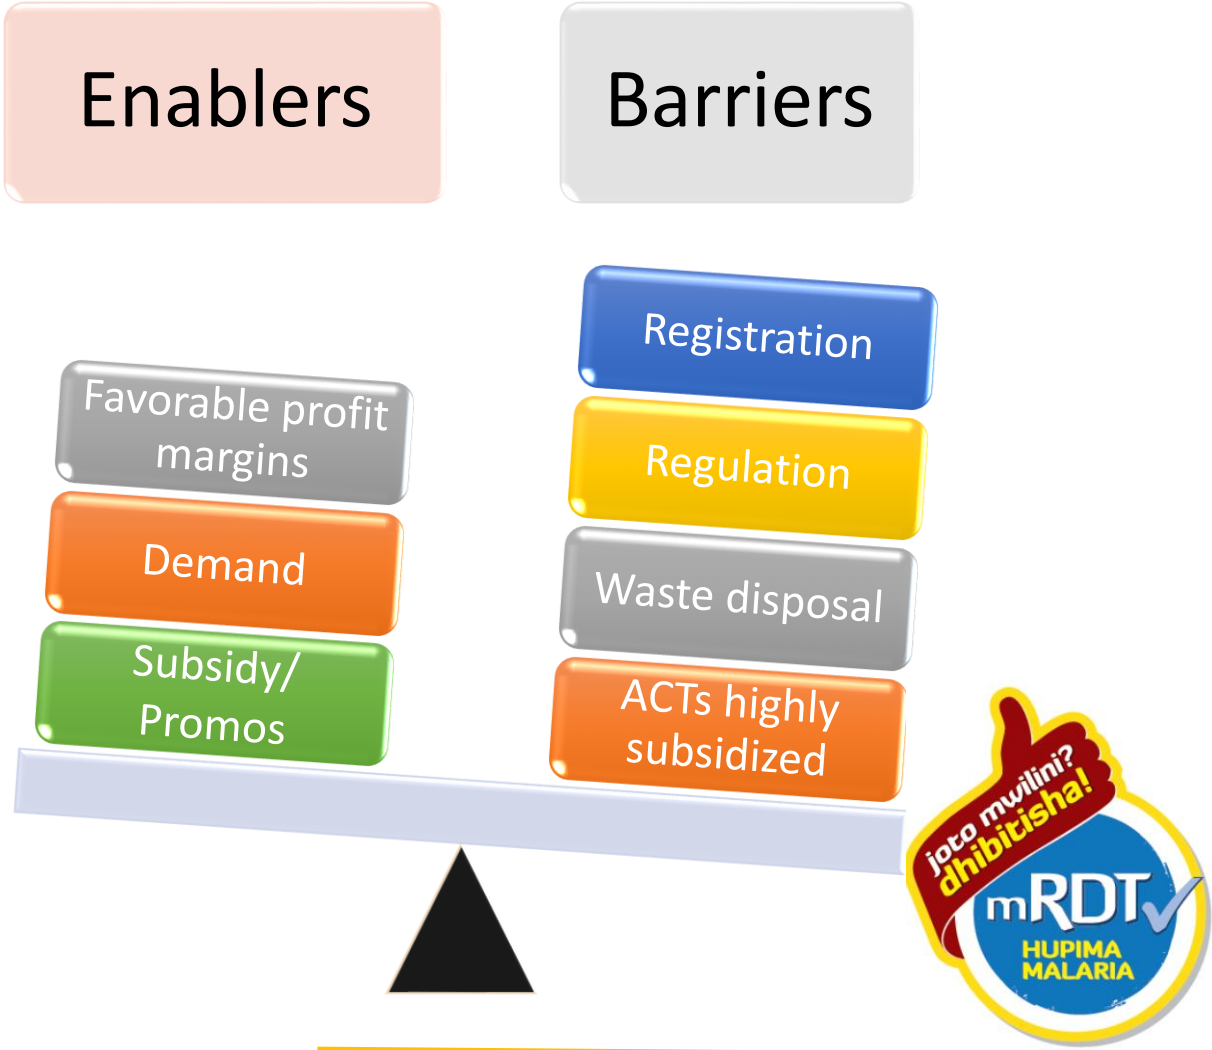 Enablers
Barriers
Favorable profit
margins
Demand
Subsidy/
Promos
Registration
Regulation
Waste disposal
ACTs highly
subsidized
joto mwilini?
dhibitisha!
mRDT
HUPIMA
MALARIA